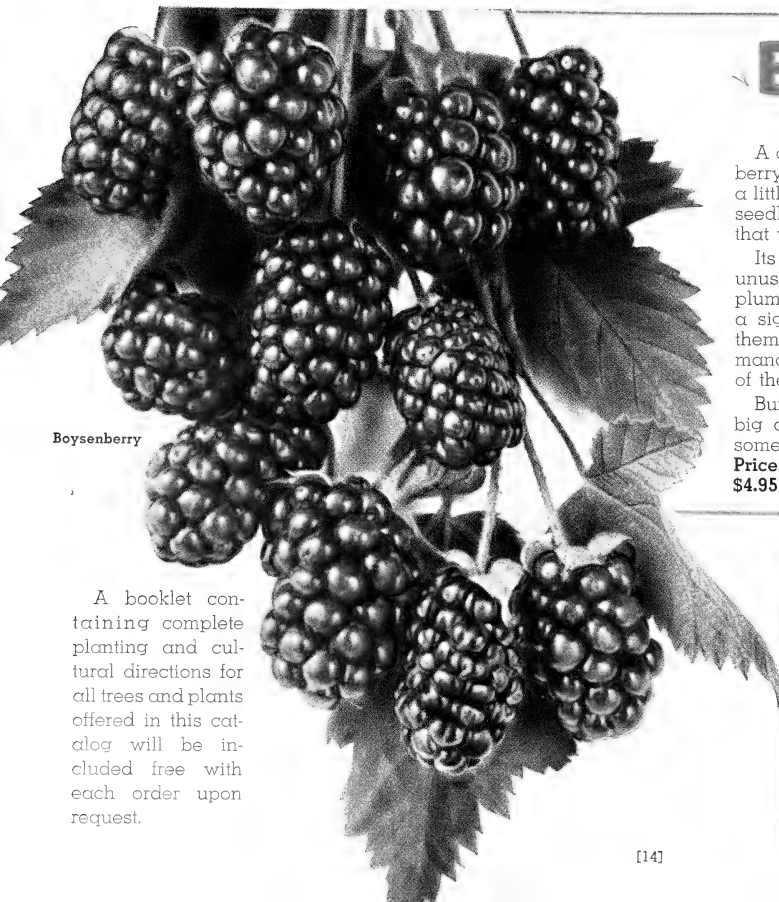 Boysenberry
A booklet con-
taining complete
planting and cul-
tural directions for
all trees and plants
offered in this cat-
alog will be in-
cluded free with
each order upon
request.
A
berry
a littl
seedl
that
Its
unus
plum
a sig
them
mand
of the
Bu
big
some
Price
$4.95
[14]